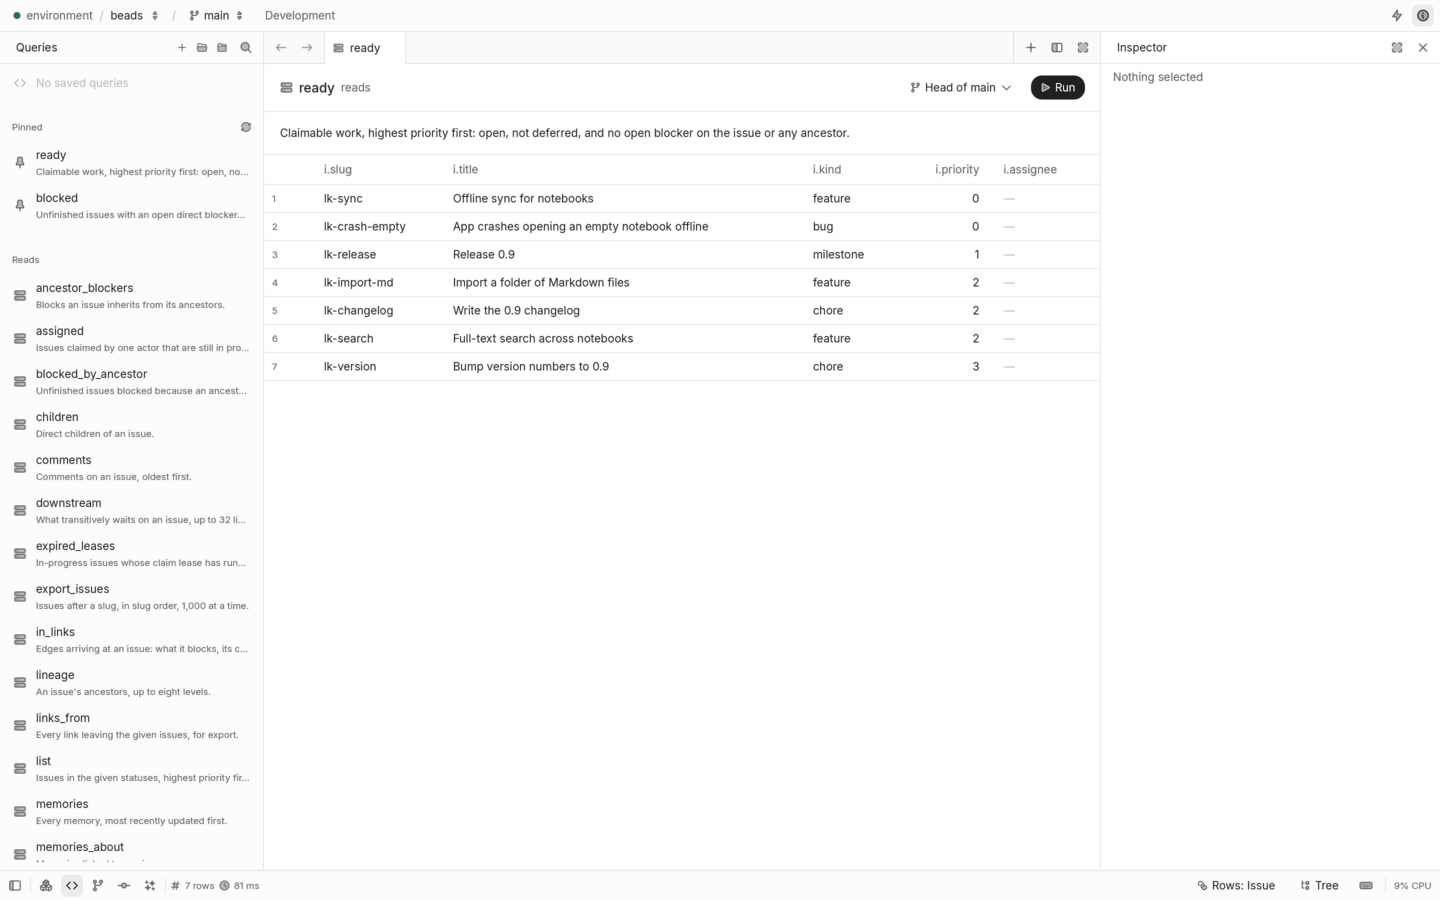 environment / beads / main Development
Queries
ready
Inspector
No saved queries
ready reads
Head of main
Run
Nothing selected
Pinned
Claimable work, highest priority first: open, not deferred, and no open blocker on the issue or any ancestor.
ready
Claimable work, highest priority first: open, no...
blocked
Unfinished issues with an open direct blocker...
i.slug i.title i.kind i.priority i.assignee
1 lk-sync Offline sync for notebooks feature 0 —
2 lk-crash-empty App crashes opening an empty notebook offline bug 0 —
3 lk-release Release 0.9 milestone 1 —
4 lk-import-md Import a folder of Markdown files feature 2 —
5 lk-changelog Write the 0.9 changelog chore 2 —
6 lk-search Full-text search across notebooks feature 2 —
7 lk-version Bump version numbers to 0.9 chore 3 —
Reads
ancestor_blockers
Blocks an issue inherits from its ancestors.
assigned
Issues claimed by one actor that are still in pro...
blocked_by_ancestor
Unfinished issues blocked because an ancest...
children
Direct children of an issue.
comments
Comments on an issue, oldest first.
downstream
What transitively waits on an issue, up to 32 li...
expired_leases
In-progress issues whose claim lease has run...
export_issues
Issues after a slug, in slug order, 1,000 at a time.
in_links
Edges arriving at an issue: what it blocks, its c...
lineage
An issue's ancestors, up to eight levels.
links_from
Every link leaving the given issues, for export.
list
Issues in the given statuses, highest priority fir...
memories
Every memory, most recently updated first.
memories_about
7 rows 81 ms
Rows: Issue Tree 9% CPU